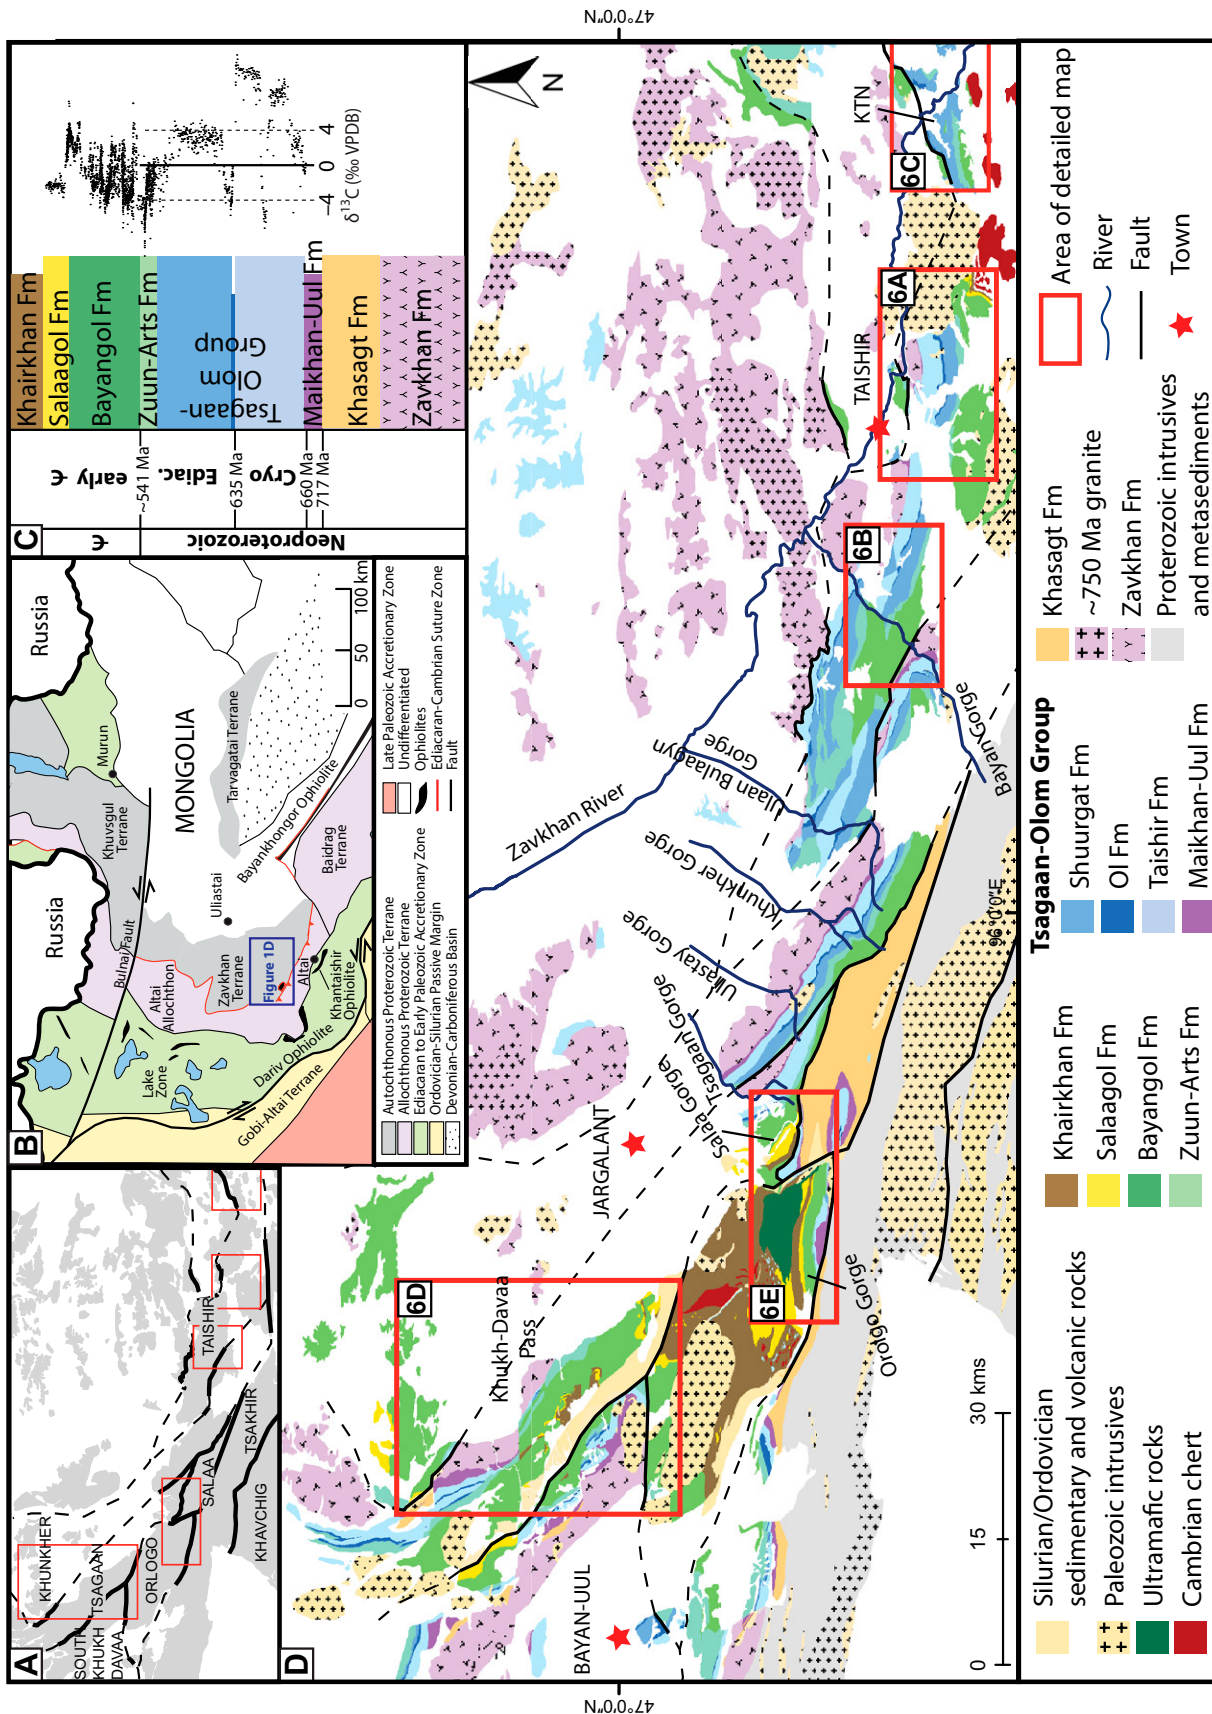 A
KHUNKHER
SOUTH
KHUKH
DAVAA
TSAGAAN
ORLOGO
SALAA
TAISHIR
TSAKHIR
KHAVCHIG
B
Russia
Russia
Murun
Khuvsgul
Terrane
MONGOLIA
Tarvagatai Terrane
Bulnai Fault
Uliastai
Bayankhongor Ophiolite
Baidrag
Terrane
Altai
Allochthon
Zavkhan
Terrane
Figure 1D
Altai
Khantaishir
Ophiolite
Lake
Zone
Dariv Ophiolite
Gobi-Altai Terrane
0 50 100 km
Autochthonous Proterozoic Terrane
Allochthonous Proterozoic Terrane
Ediacaran to Early Paleozoic Accretionary Zone
Ordovician-Silurian Passive Margin
Devonian-Carboniferous Basin
Late Paleozoic Accretionary Zone
Undifferentiated
Ophiolites
Ediacaran-Cambrian Suture Zone
Fault
C
Neoproterozoic
Є
early Є
Ediac.
Cryo
~541 Ma
635 Ma
660 Ma
717 Ma
Khairkhan Fm
Salaagol Fm
Bayangol Fm
Zuun-Arts Fm
Tsagaan-
Olom
Group
Maikhan-Uul Fm
Khasagt Fm
Zavkhan Fm
−4 0 4
δ13C (‰ VPDB)
D
47°0'0"N
47°0'0"N
96°0'0"E
N
BAYAN-UUL
JARGALANT
TAISHIR
KTN
Khukh-Davaa
Pass
6D
6E
6B
6A
6C
Orolgo Gorge
Salaa Gorge
Tsagaan Gorge
Uliastay Gorge
Khunkher Gorge
Ulaan Bulaagyn
Gorge
Zavkhan River
Bayan Gorge
0 15 30 kms
Silurian/Ordovician
sedimentary and volcanic rocks
Paleozoic intrusives
Ultramafic rocks
Cambrian chert
Khairkhan Fm
Salaagol Fm
Bayangol Fm
Zuun-Arts Fm
Tsagaan-Olom Group
Shuurgat Fm
Ol Fm
Taishir Fm
Maikhan-Uul Fm
Khasagt Fm
~750 Ma granite
Zavkhan Fm
Proterozoic intrusives
and metasediments
Area of detailed map
River
Fault
Town